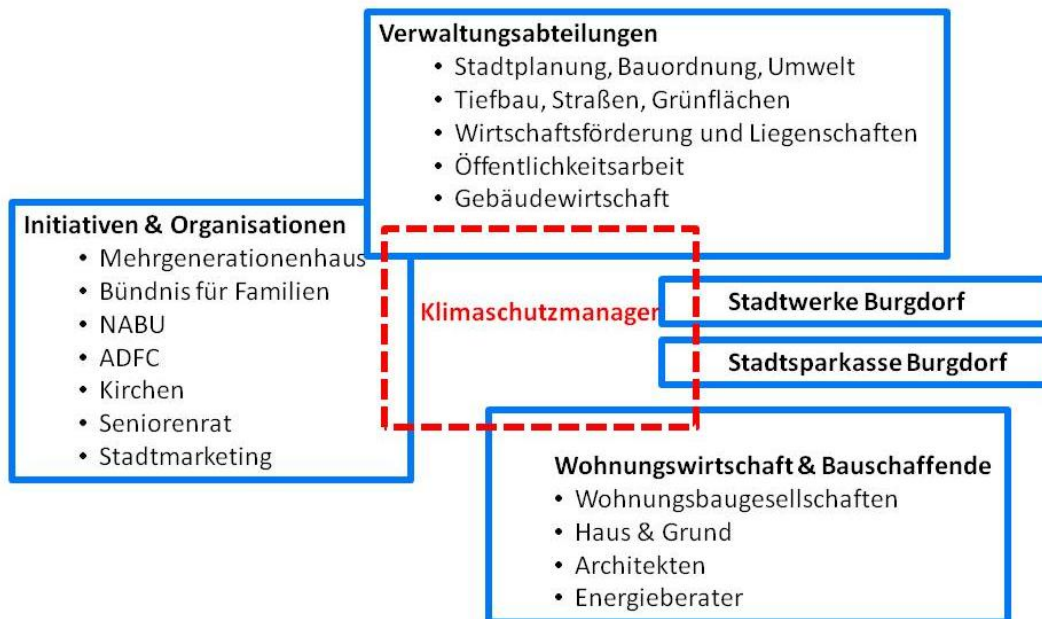 Verwaltungsabteilungen
• Stadtplanung, Bauordnung, Umwelt
• Tiefbau, Straßen, Grünflächen
• Wirtschaftsförderung und Liegenschaften
• Öffentlichkeitsarbeit
• Gebäudewirtschaft
Initiativen & Organisationen
• Mehrgenerationenhaus
• Bündnis für Familien
• NABU
• ADFC
• Kirchen
• Seniorenrat
• Stadtmarketing
Klimaschutzmanager
Stadtwerke Burgdorf
Stadtsparkasse Burgdorf
Wohnungswirtschaft & Bauschaffende
• Wohnungsbaugesellschaften
• Haus & Grund
• Architekten
• Energieberater